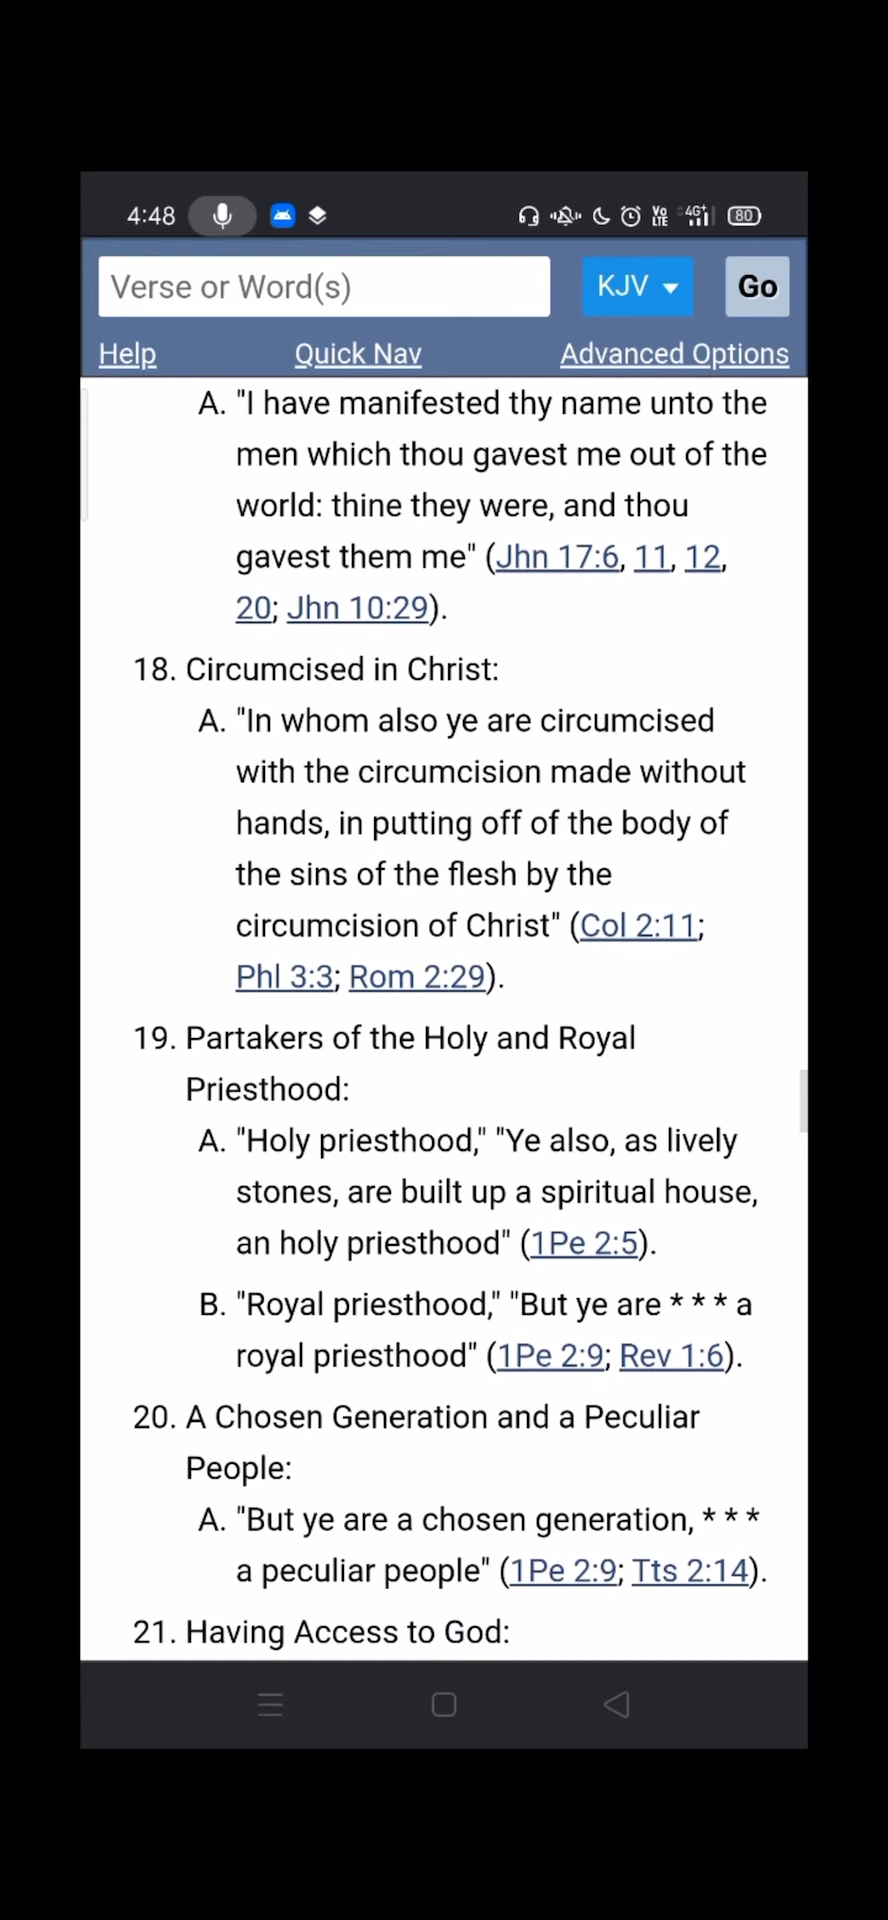 4:48
Vo LTE 4G+ 80
Verse or Word(s) KJV Go
Help Quick Nav Advanced Options
A. "I have manifested thy name unto the
men which thou gavest me out of the
world: thine they were, and thou
gavest them me" (Jhn 17:6, 11, 12,
20; Jhn 10:29).
18. Circumcised in Christ:
A. "In whom also ye are circumcised
with the circumcision made without
hands, in putting off of the body of
the sins of the flesh by the
circumcision of Christ" (Col 2:11;
Phl 3:3; Rom 2:29).
19. Partakers of the Holy and Royal
Priesthood:
A. "Holy priesthood," "Ye also, as lively
stones, are built up a spiritual house,
an holy priesthood" (1Pe 2:5).
B. "Royal priesthood," "But ye are * * * a
royal priesthood" (1Pe 2:9; Rev 1:6).
20. A Chosen Generation and a Peculiar
People:
A. "But ye are a chosen generation, * * *
a peculiar people" (1Pe 2:9; Tts 2:14).
21. Having Access to God: